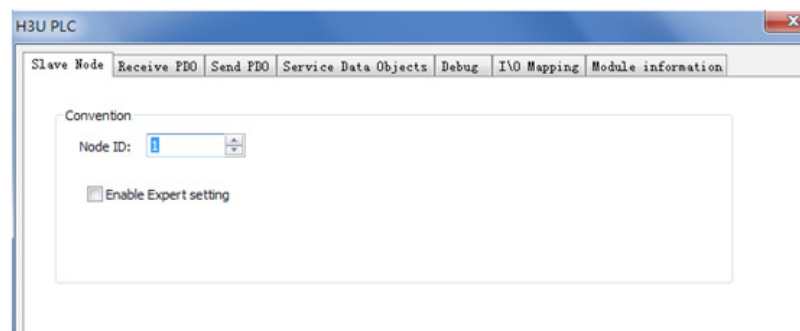 H3U PLC
Slave Node Receive PDO Send PDO Service Data Objects Debug I\O Mapping Module information
Convention
Node ID: 1
Enable Expert setting